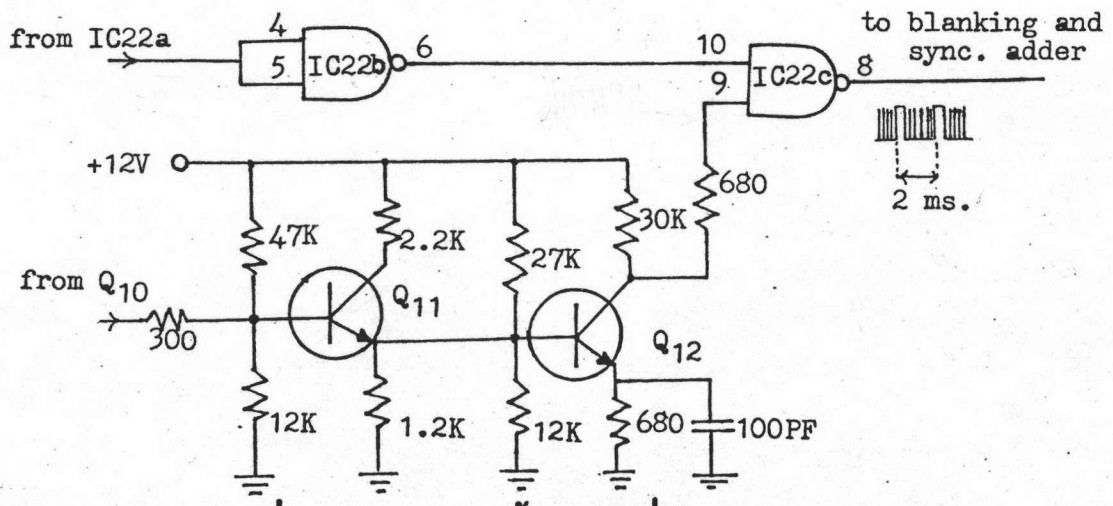 from IC22a
4
5
IC22b
6
10
9
IC22c
8
to blanking and
sync. adder
2 ms.
+12V
47K
2.2K
27K
30K
680
from Q10
300
Q11
Q12
12K
1.2K
12K
680
100PF